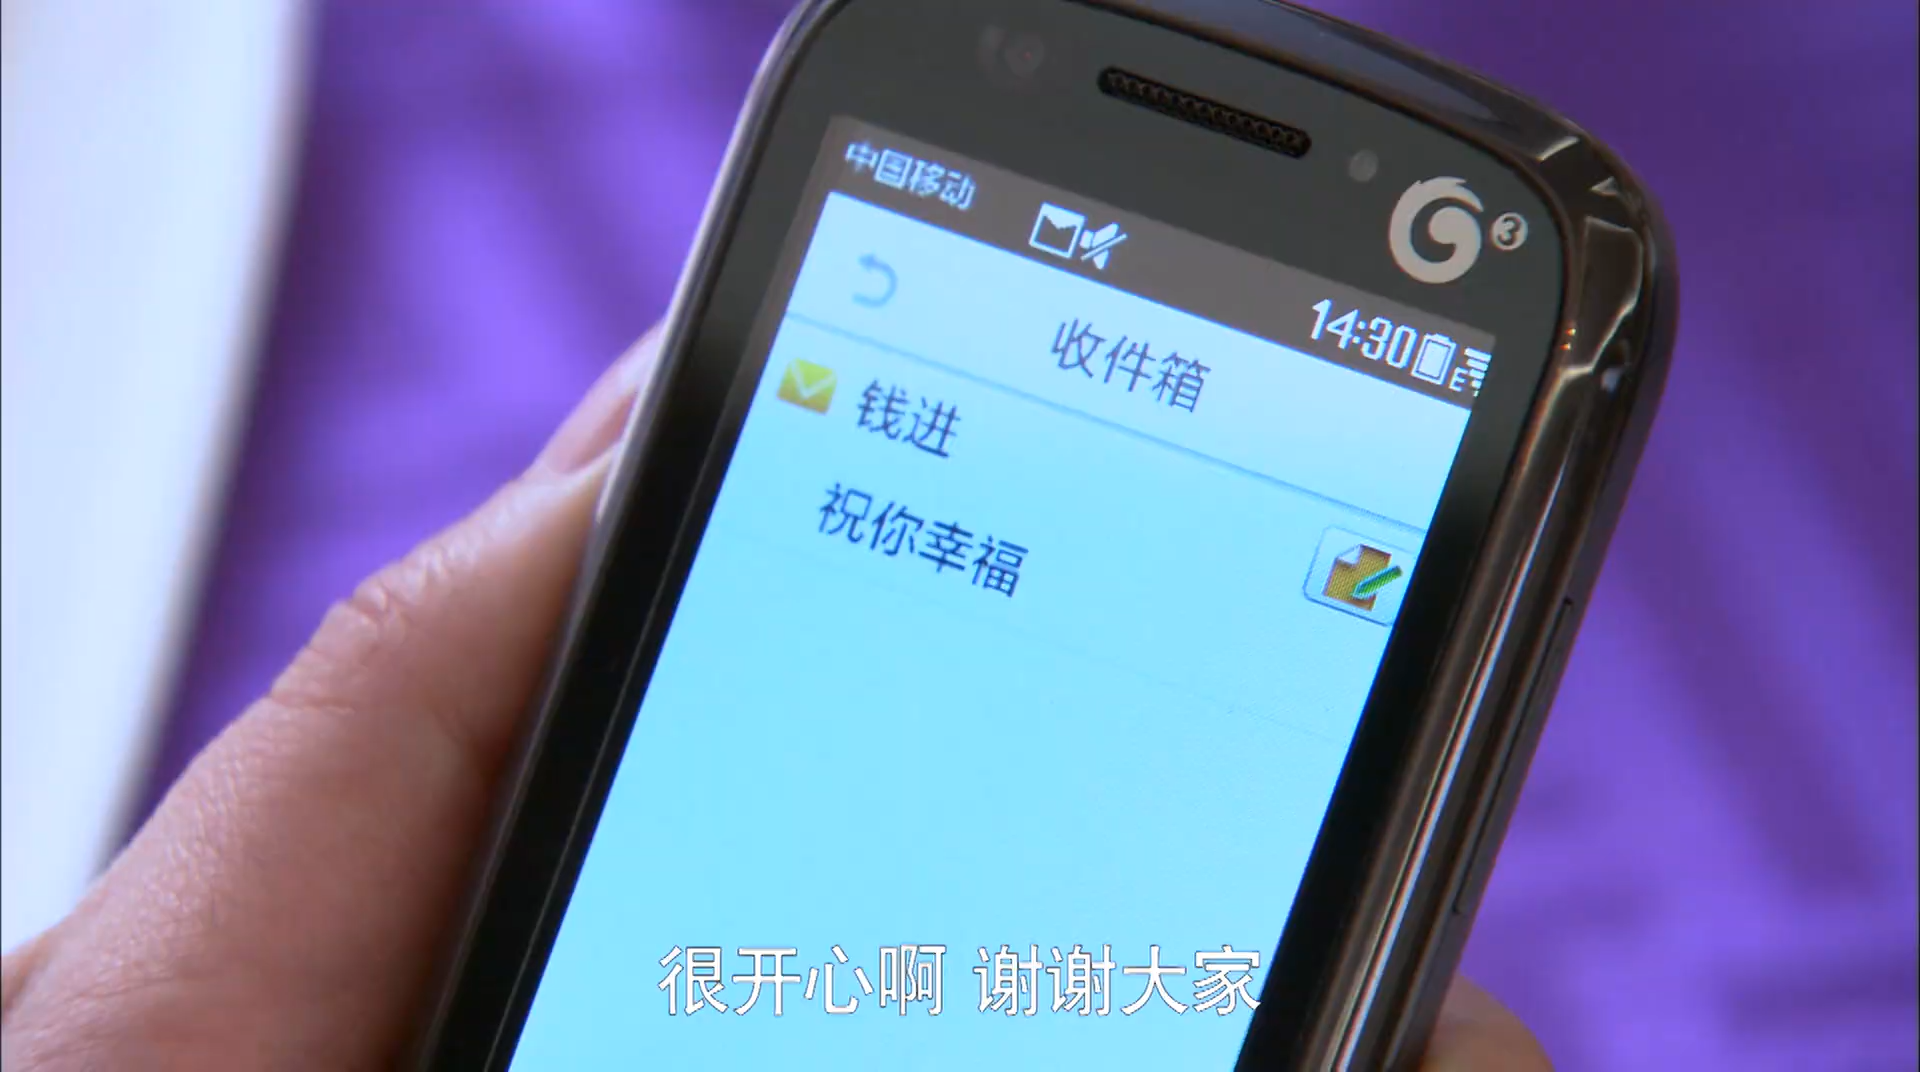 中国移动
14:30
收件箱
钱进
祝你幸福
很开心啊 谢谢大家